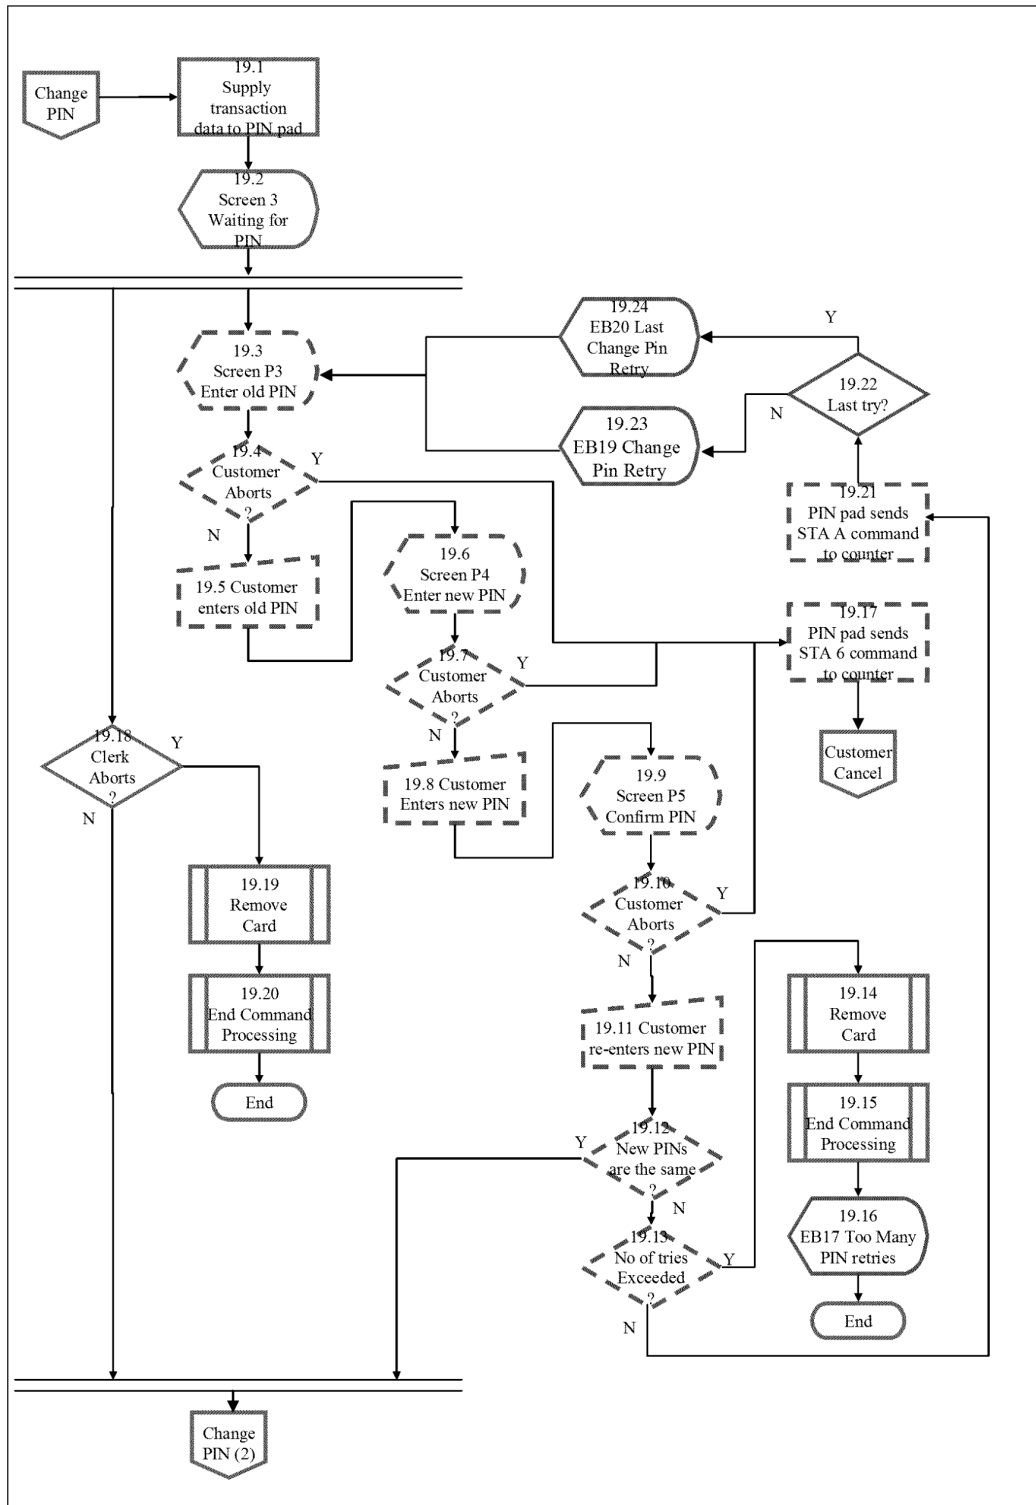 Change
PIN
19.1
Supply
transaction
data to PIN pad
19.2
Screen 3
Waiting for
PIN
19.3
Screen P3
Enter old PIN
19.24
EB20 Last
Change Pin
Retry
Y
19.22
Last try?
N
19.23
EB19 Change
Pin Retry
19.4
Customer
Aborts
?
Y
N
19.21
PIN pad sends
STA A command
to counter
19.5 Customer
enters old PIN
19.6
Screen P4
Enter new PIN
19.17
PIN pad sends
STA 6 command
to counter
19.7
Customer
Aborts
?
Y
N
Customer
Cancel
19.18
Clerk
Aborts
?
Y
N
19.8 Customer
Enters new PIN
19.9
Screen P5
Confirm PIN
19.19
Remove
Card
19.10
Customer
Aborts
?
Y
N
19.20
End Command
Processing
End
19.11 Customer
re-enters new PIN
19.14
Remove
Card
19.12
New PINs
are the same
?
Y
N
19.15
End Command
Processing
19.13
No of tries
Exceeded
?
Y
N
19.16
EB17 Too Many
PIN retries
End
Change
PIN (2)